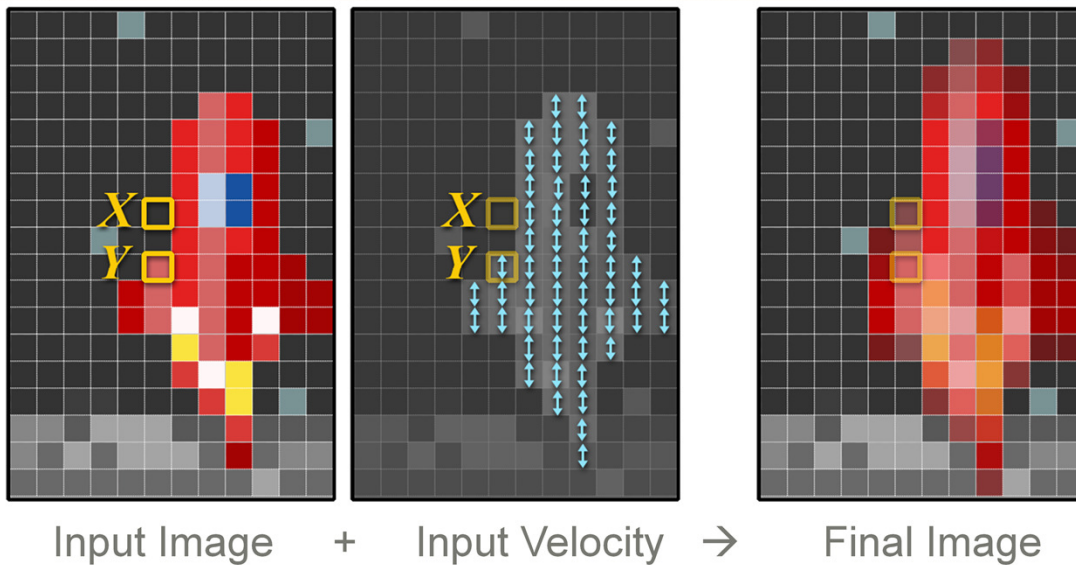 X X
Y Y
Input Image + Input Velocity → Final Image